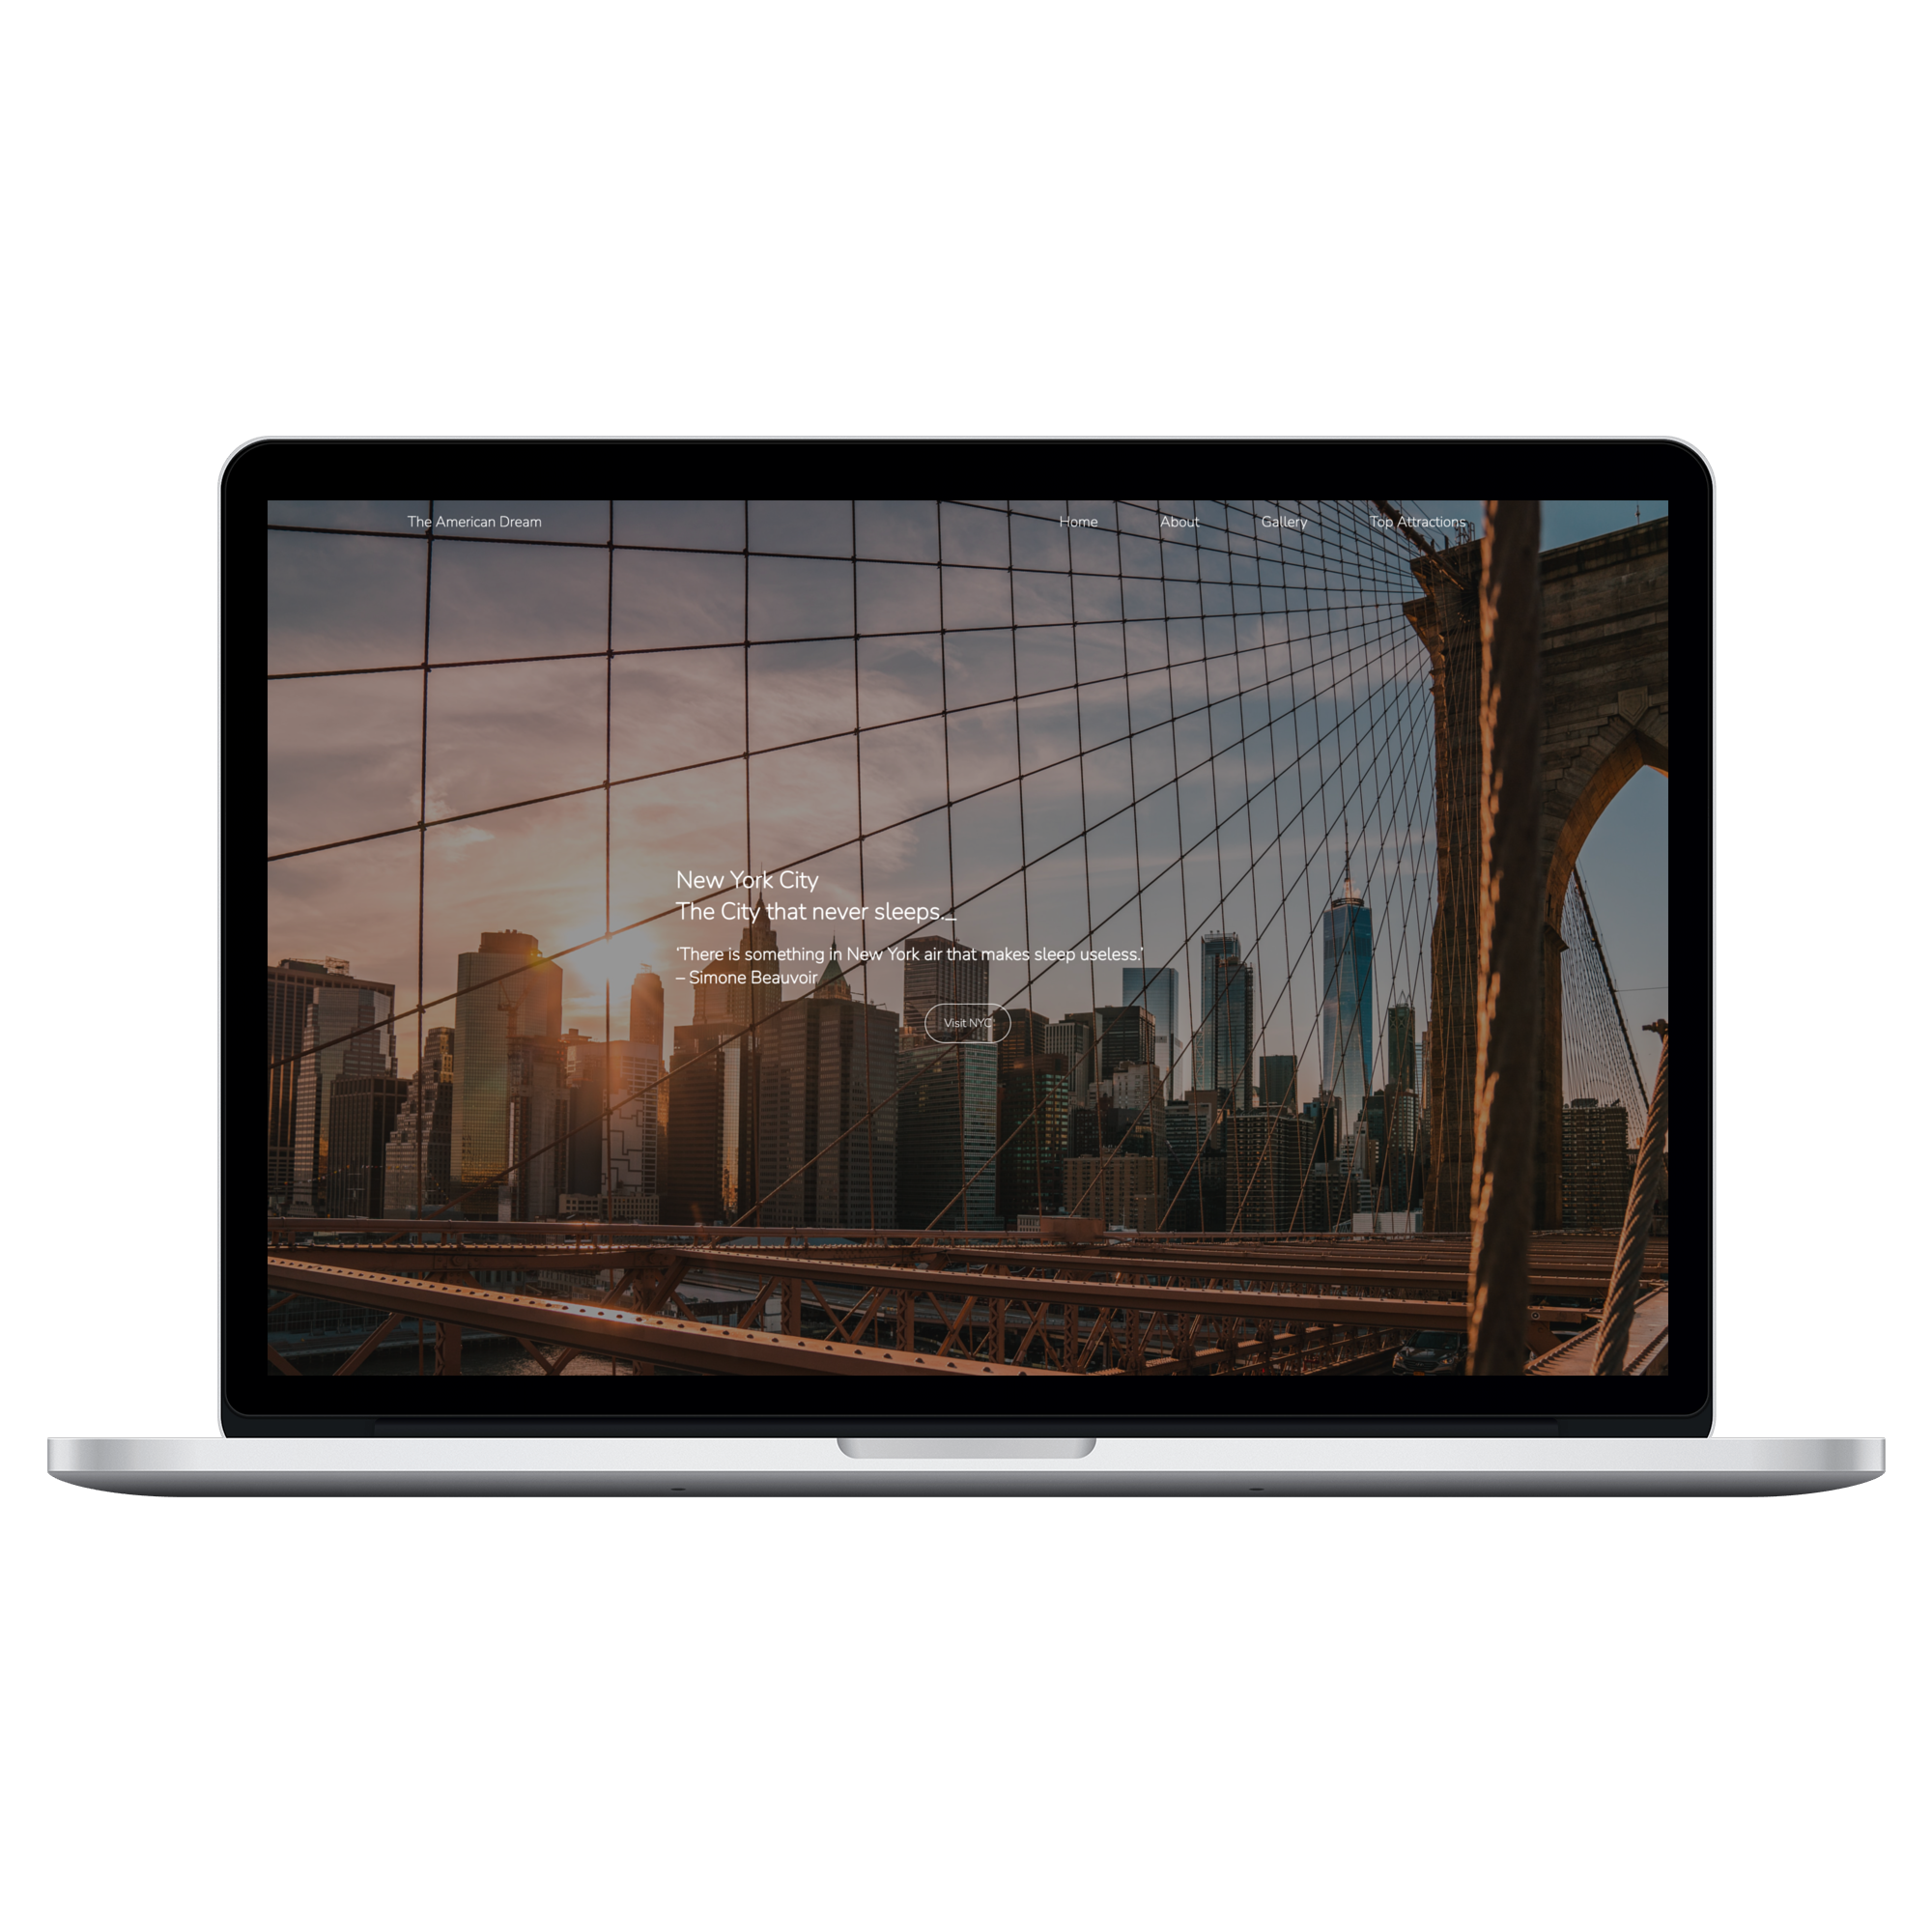 The American Dream Home About Gallery Top Attractions
New York City
The City that never sleeps._
‘There is something in New York air that makes sleep useless.’
– Simone Beauvoir
Visit NYC